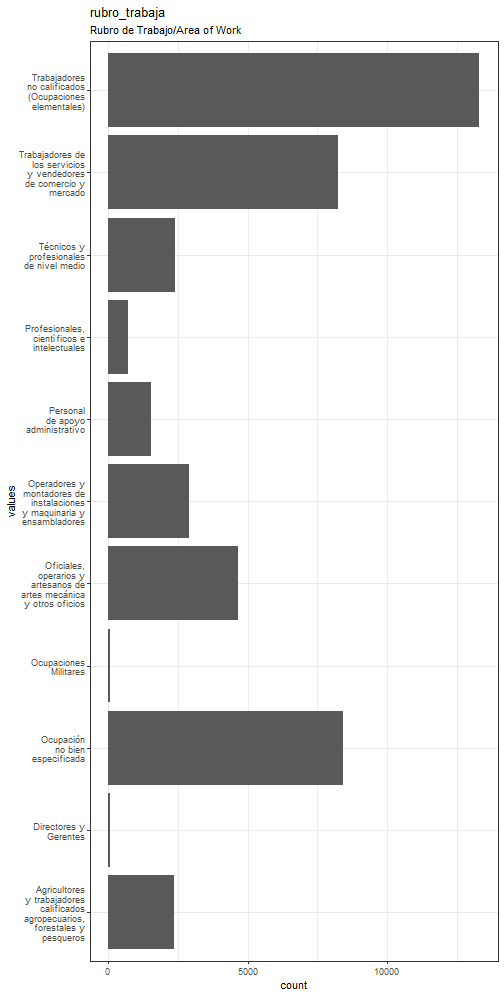 rubro_trabaja
Rubro de Trabajo/Area of Work
Trabajadores
no calificados
(Ocupaciones
elementales)
Trabajadores de
los servicios
y vendedores
de comercio y
mercado
Técnicos y
profesionales
de nivel medio
Profesionales,
científicos e
intelectuales
Personal
de apoyo
administrativo
Operadores y
montadores de
instalaciones
y maquinaria y
ensambladores
Oficiales,
operarios y
artesanos de
artes mecánica
y otros oficios
Ocupaciones
Militares
Ocupación
no bien
especificada
Directores y
Gerentes
Agricultores
y trabajadores
calificados
agropecuarios,
forestales y
pesqueros
values
0 5000 10000
count